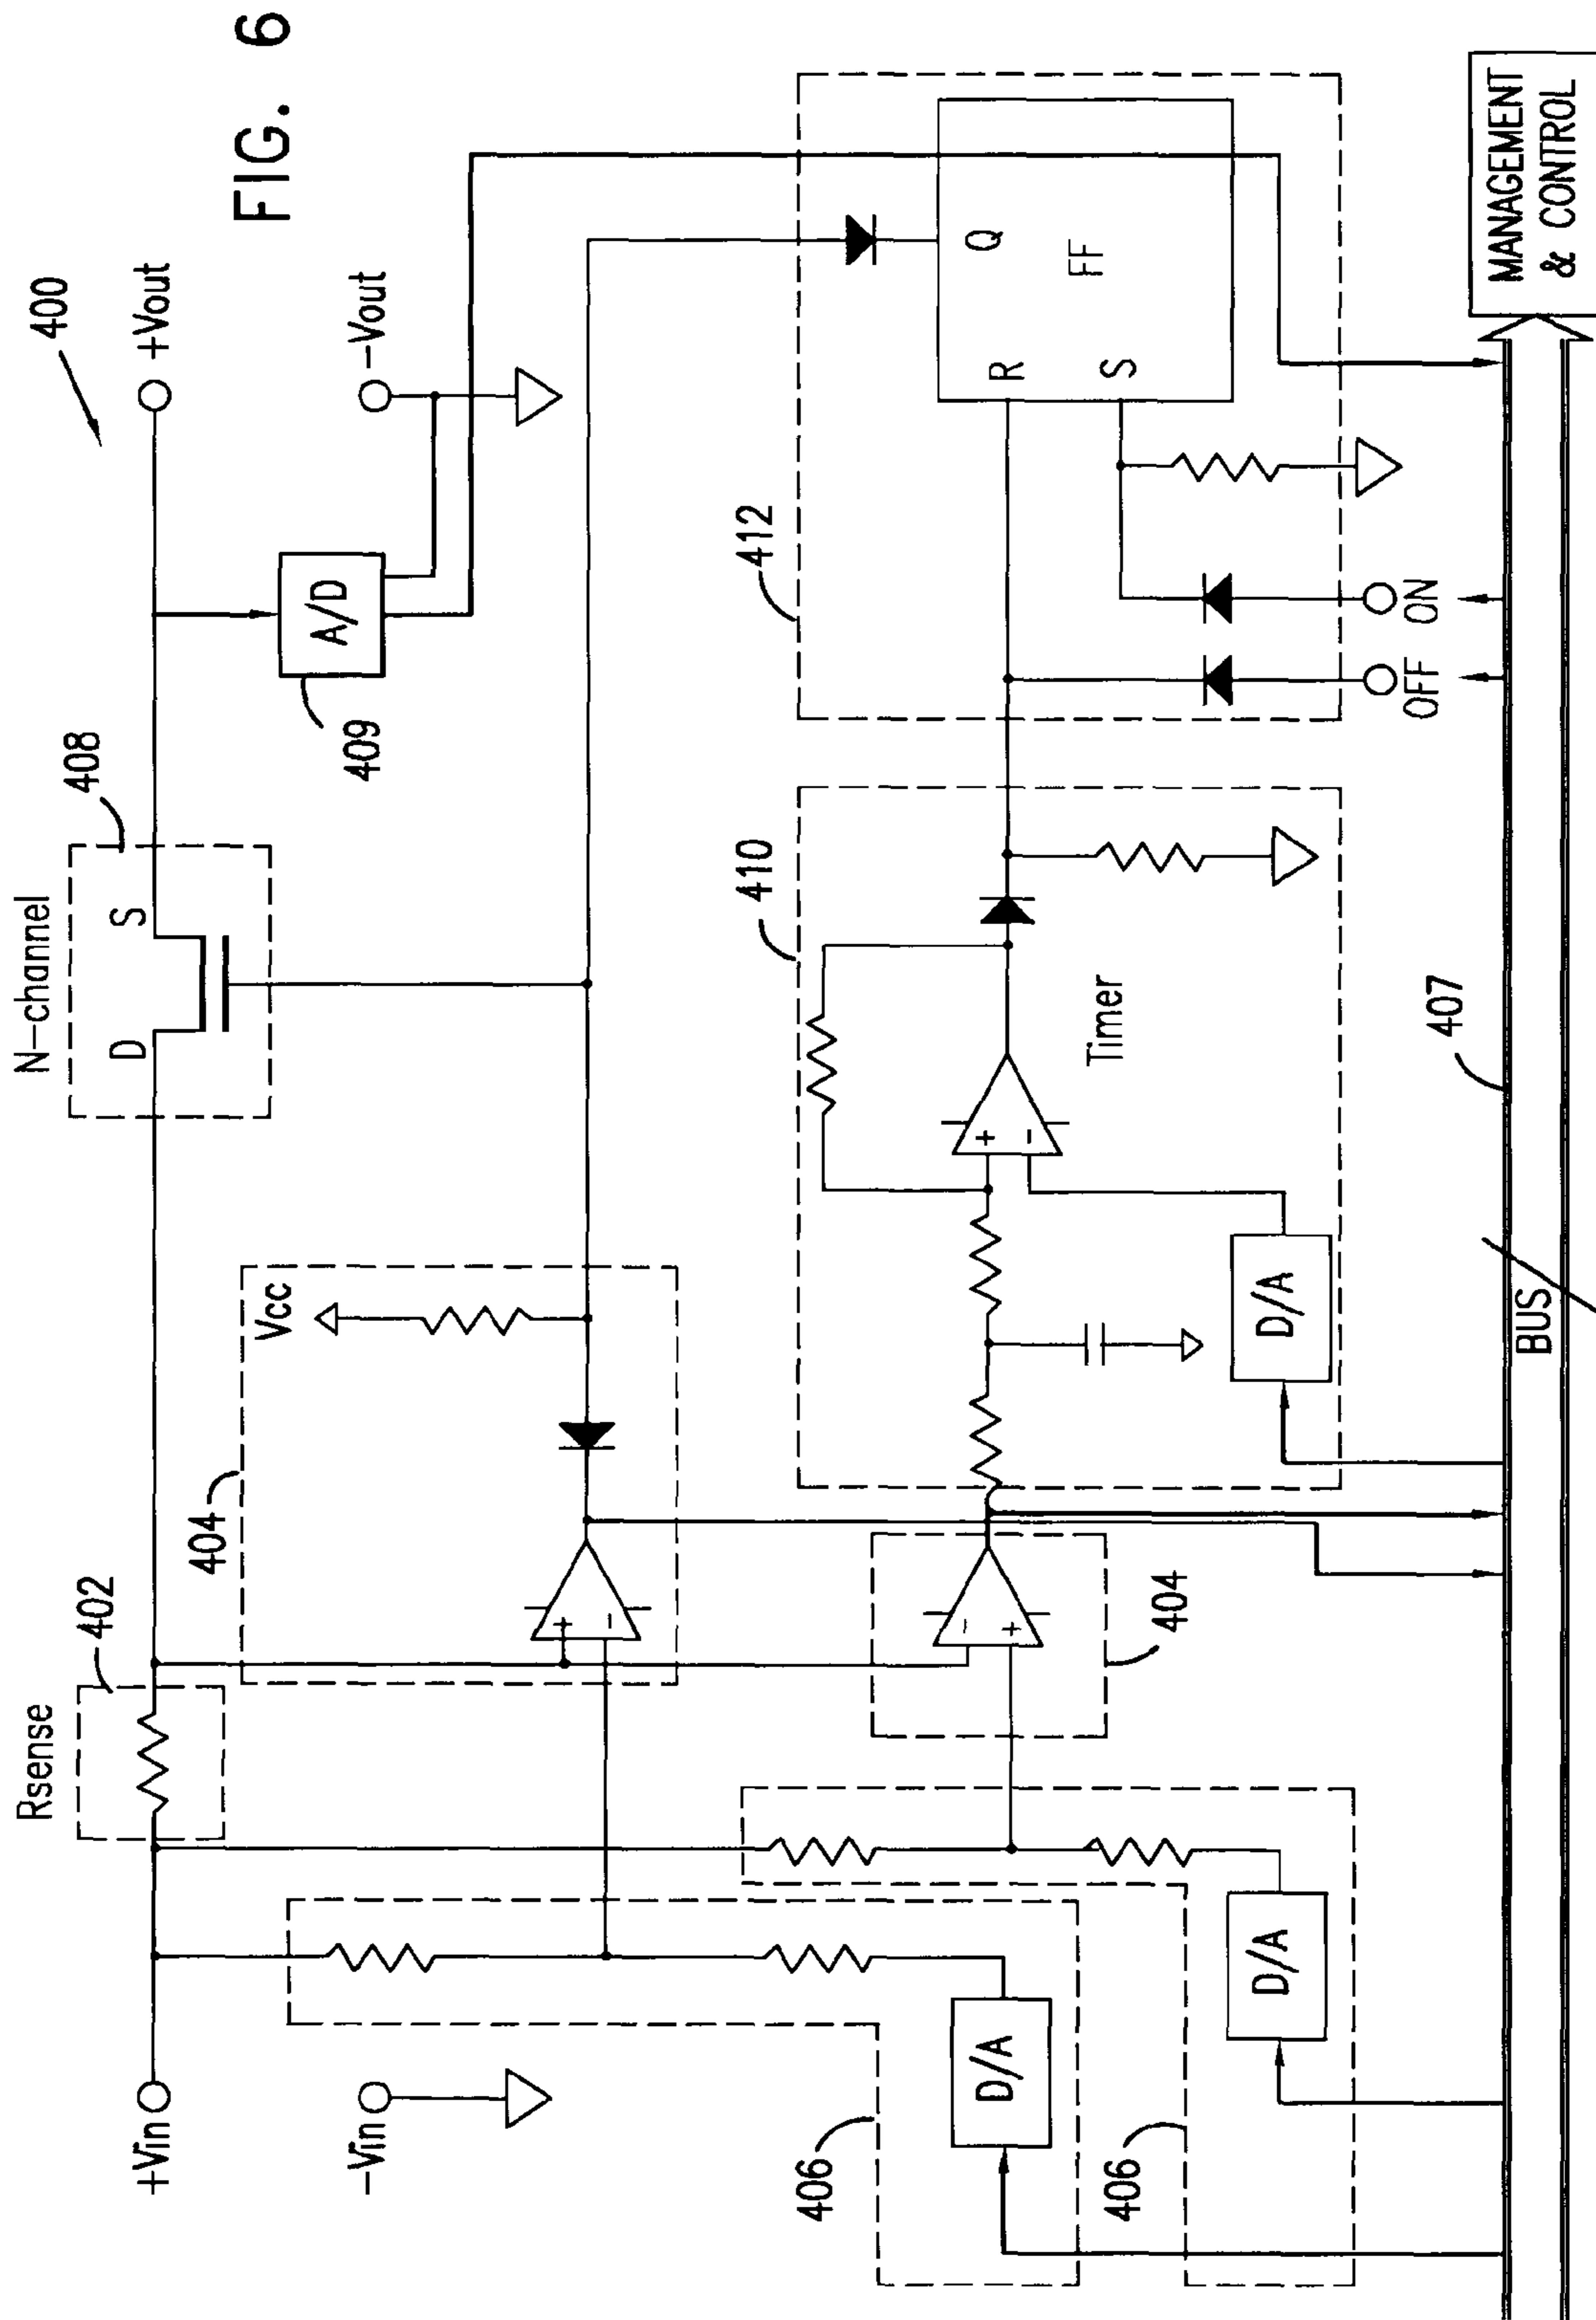 FIG. 6
400
+Vin
Rsense
402
N-channel
D
S
408
+Vout
-Vin
-Vout
A/D
409
404
Vcc
+
-
406
D/A
406
D/A
-
+
404
410
+
-
Timer
D/A
412
Q
FF
R
S
OFF
ON
407
BUS
MANAGEMENT
& CONTROL